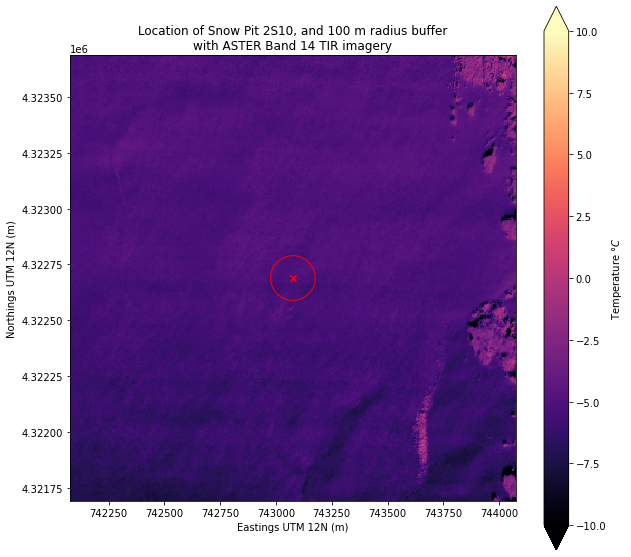 Location of Snow Pit 2S10, and 100 m radius buffer
with ASTER Band 14 TIR imagery
1e6
4.32350
4.32325
4.32300
4.32275
4.32250
4.32225
4.32200
4.32175
Northings UTM 12N (m)
742250 742500 742750 743000 743250 743500 743750 744000
Eastings UTM 12N (m)
10.0
7.5
5.0
2.5
0.0
−2.5
−5.0
−7.5
−10.0
Temperature °C